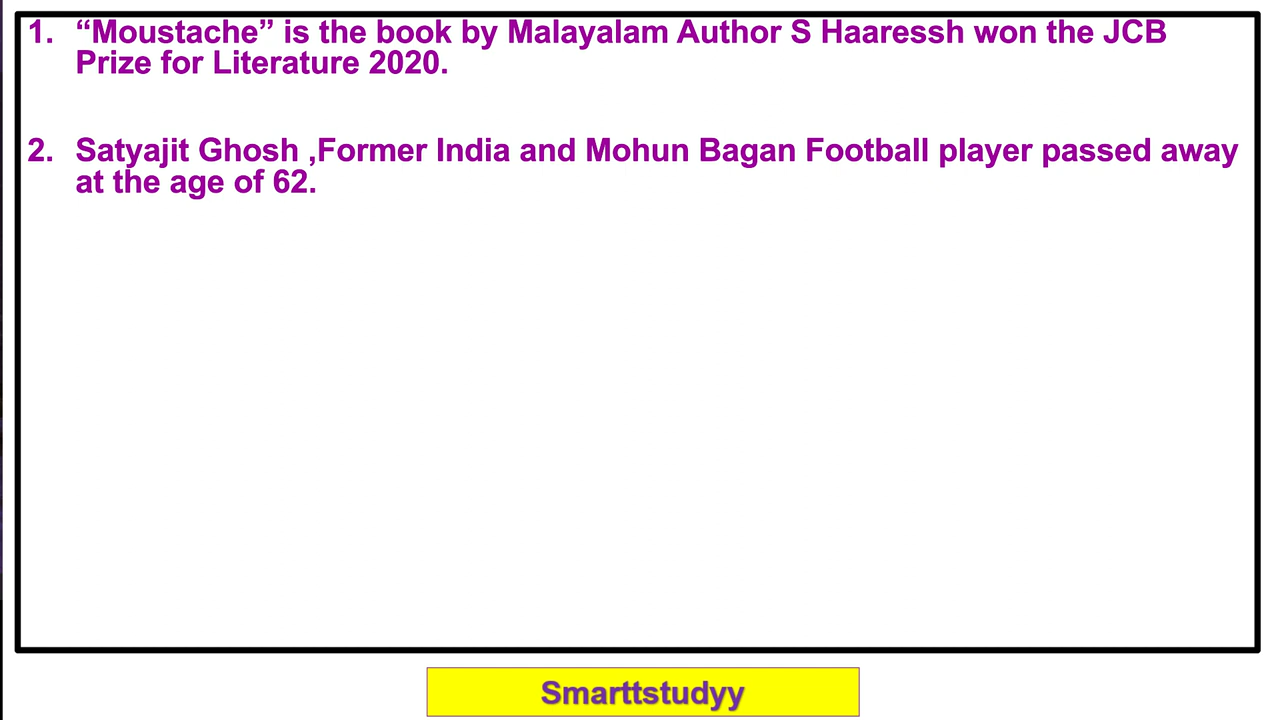 1. “Moustache” is the book by Malayalam Author S Haaressh won the JCB
Prize for Literature 2020.
2. Satyajit Ghosh ,Former India and Mohun Bagan Football player passed away
at the age of 62.
Smarttstudyy